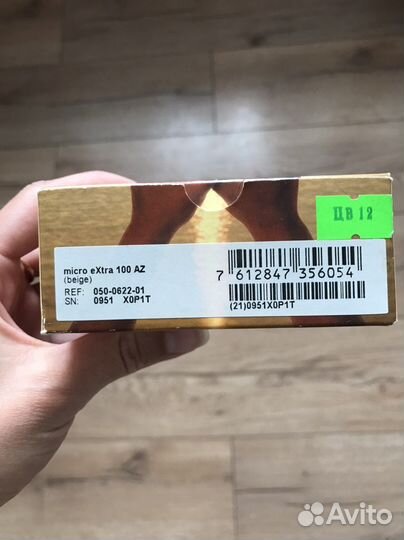 ЦВ 12
micro eXtra 100 AZ
(beige)
REF: 050-0622-01
SN: 0951 X0P1T
7 612847 356054
(21)0951X0P1T
Avito